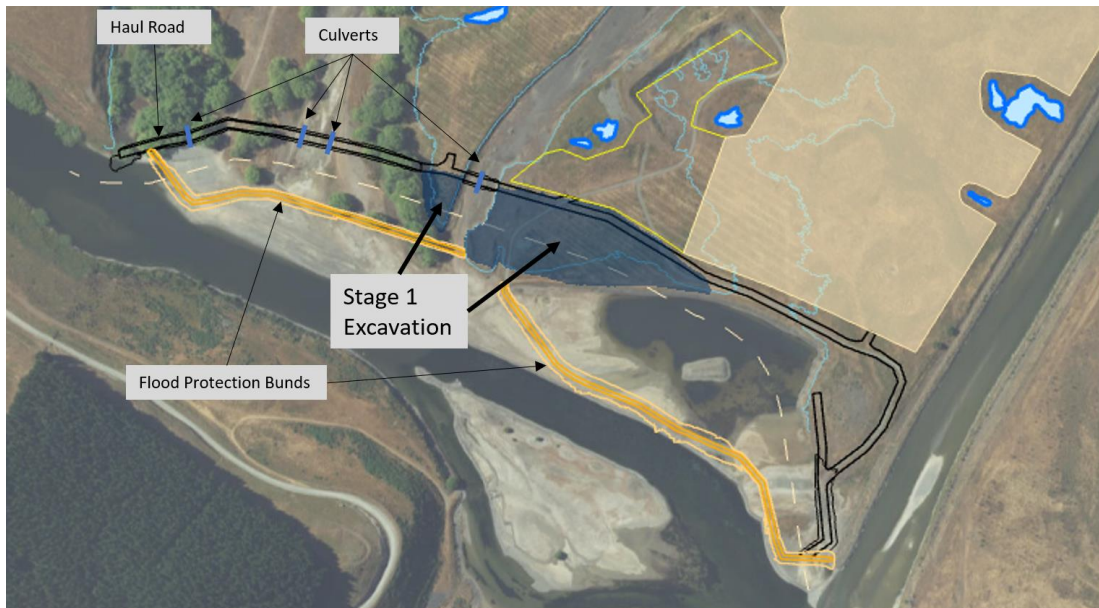 Haul Road
Culverts
Stage 1
Excavation
Flood Protection Bunds